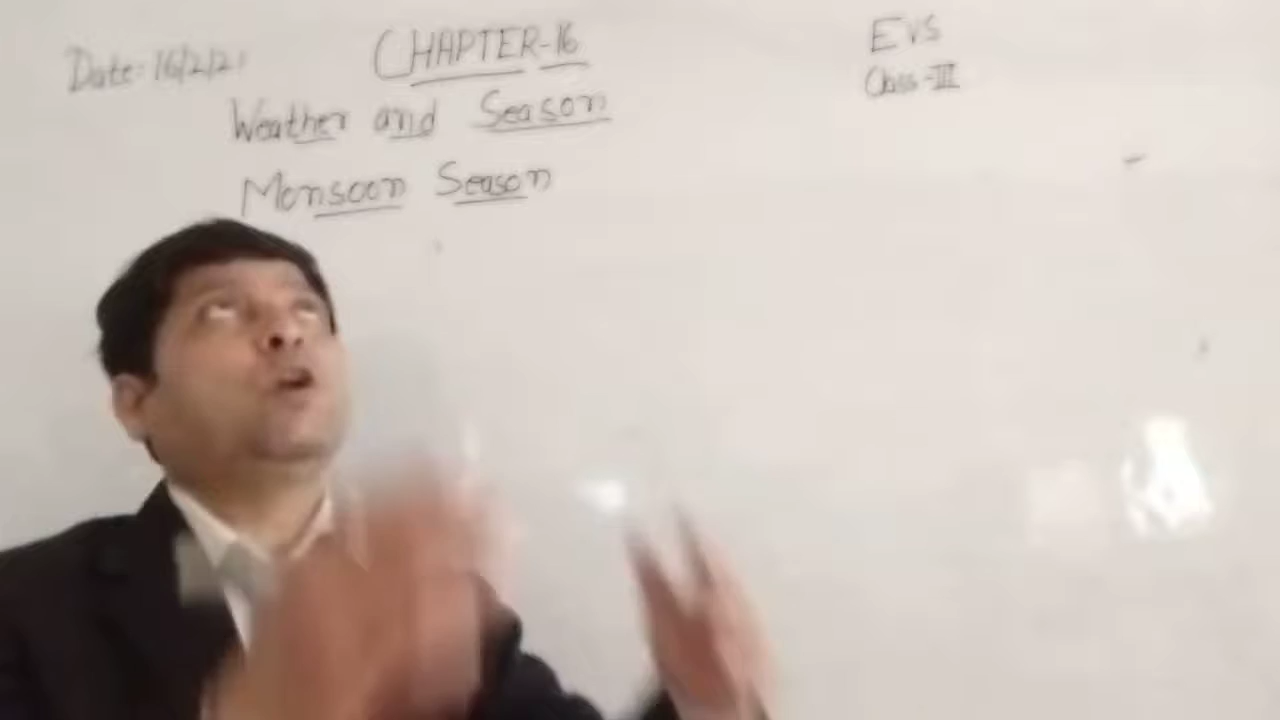 Date:- 16/2/21
CHAPTER-16
EVS
Class-III
Weather and Season
Monsoon Season